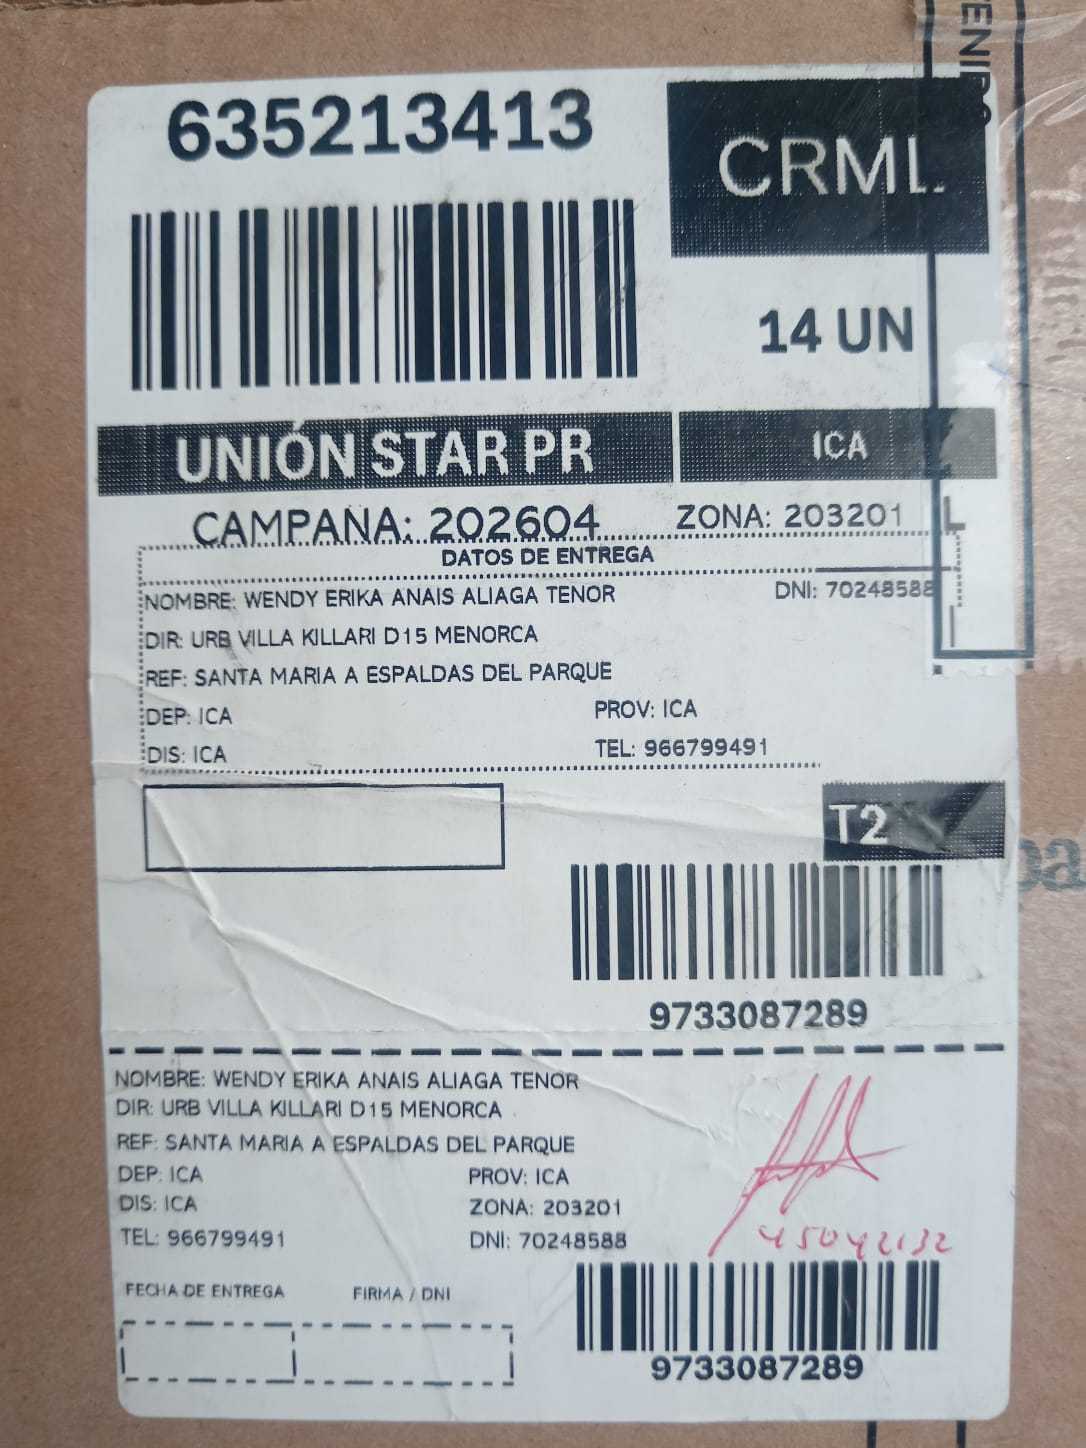 635213413
CRML
14 UN
UNIÓN STAR PR
ICA
CAMPAÑA: 202604
ZONA: 203201
DATOS DE ENTREGA
NOMBRE: WENDY ERIKA ANAIS ALIAGA TENOR
DNI: 70248588
DIR: URB VILLA KILLARI D15 MENORCA
REF: SANTA MARIA A ESPALDAS DEL PARQUE
DEP: ICA
PROV: ICA
DIS: ICA
TEL: 966799491
T2
9733087289
NOMBRE: WENDY ERIKA ANAIS ALIAGA TENOR
DIR: URB VILLA KILLARI D15 MENORCA
REF: SANTA MARIA A ESPALDAS DEL PARQUE
DEP: ICA
PROV: ICA
DIS: ICA
ZONA: 203201
TEL: 966799491
DNI: 70248588
45042132
FECHA DE ENTREGA
FIRMA / DNI
9733087289